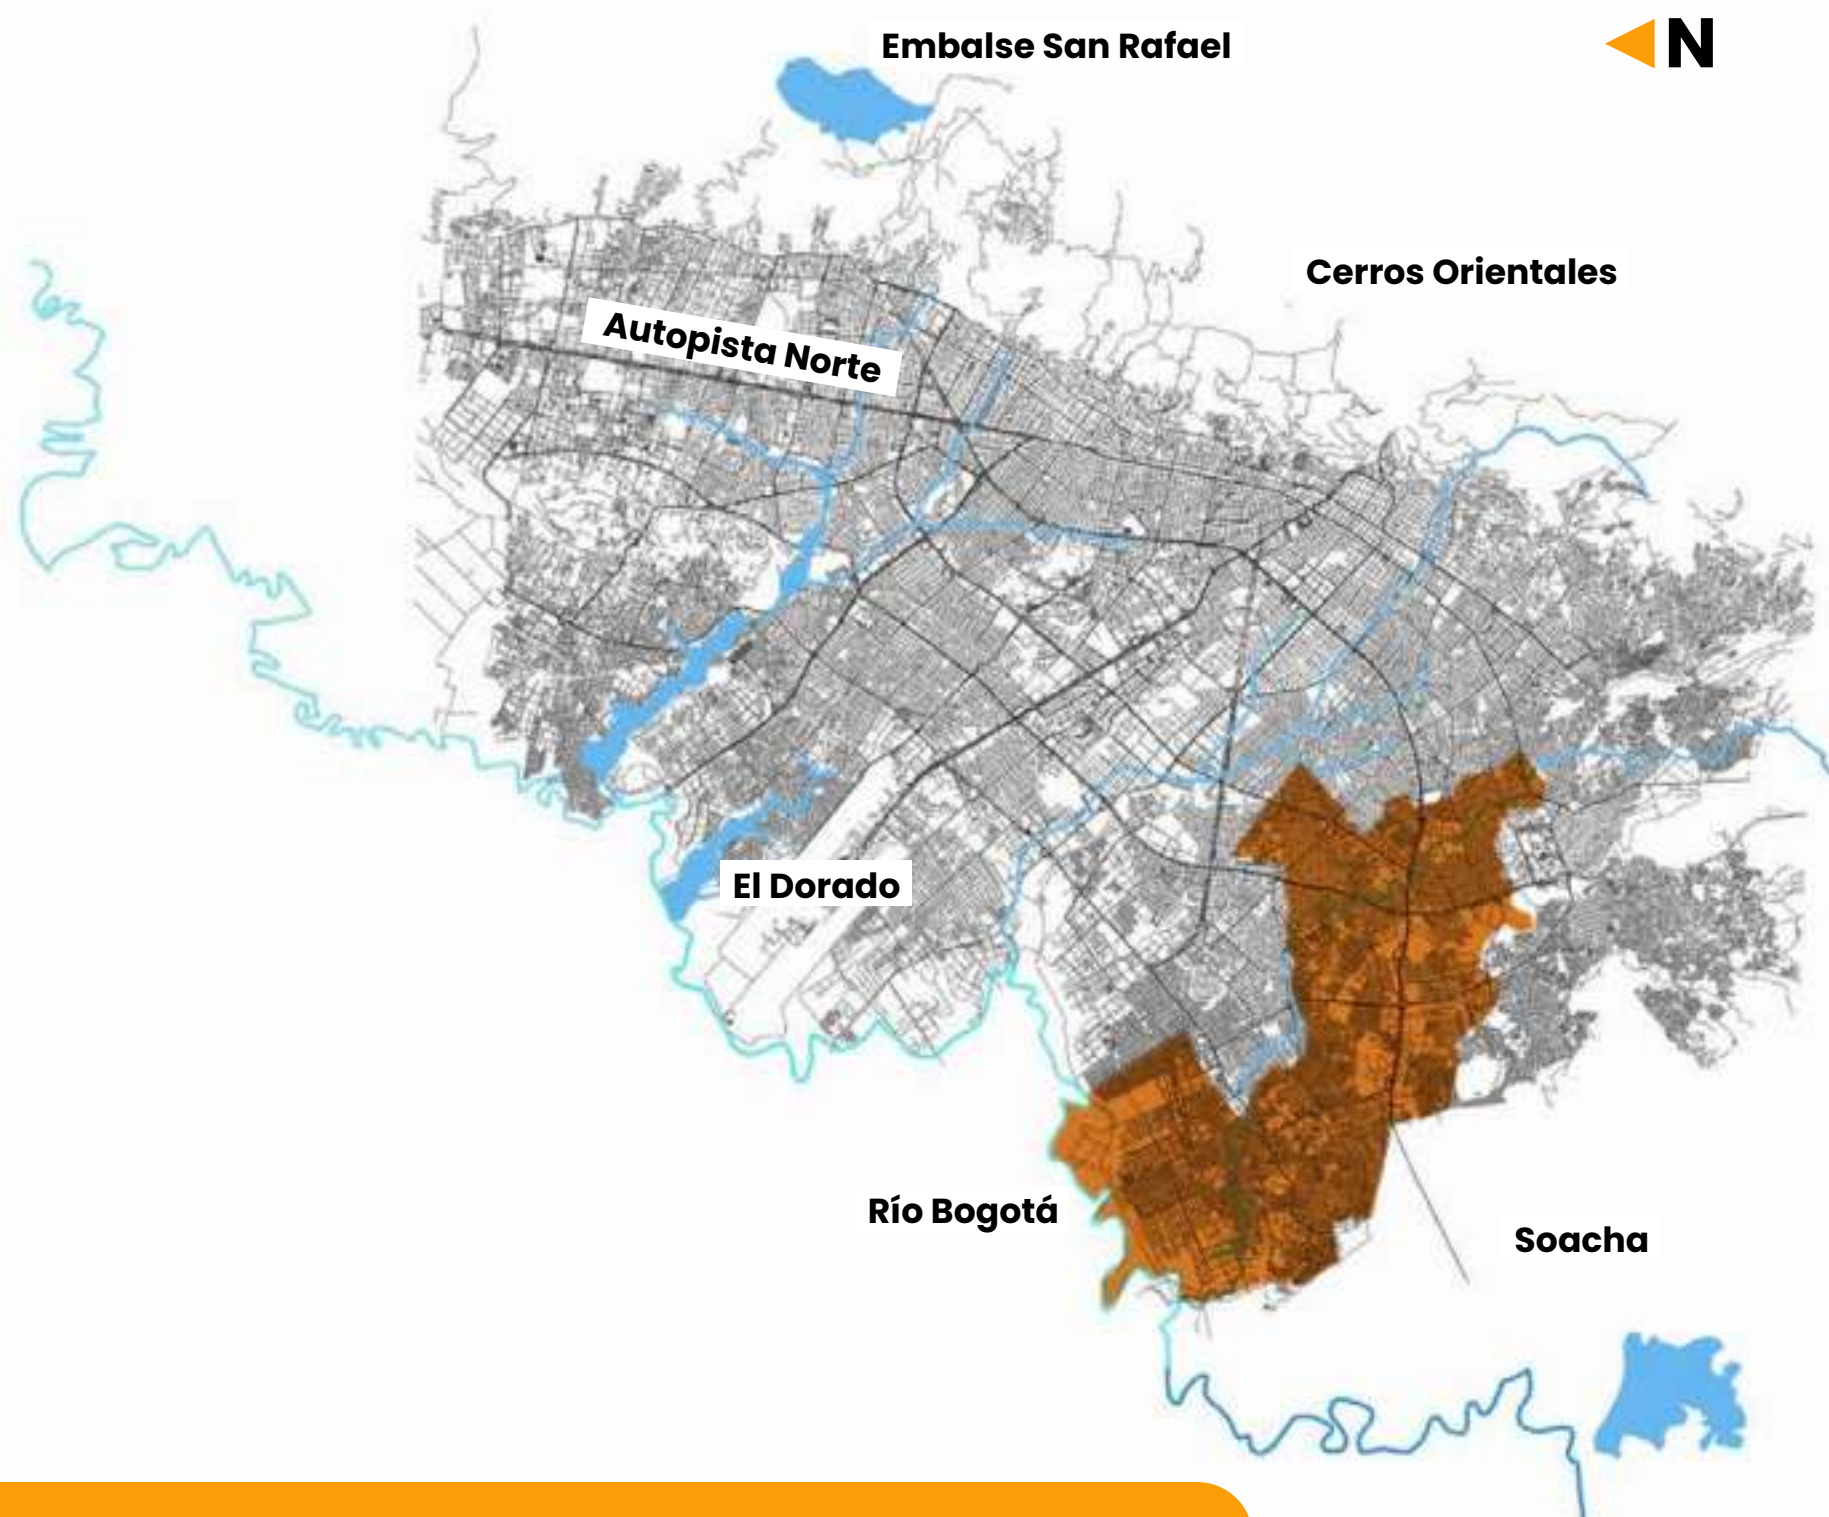 Embalse San Rafael
N
Cerros Orientales
Autopista Norte
El Dorado
Río Bogotá
Soacha